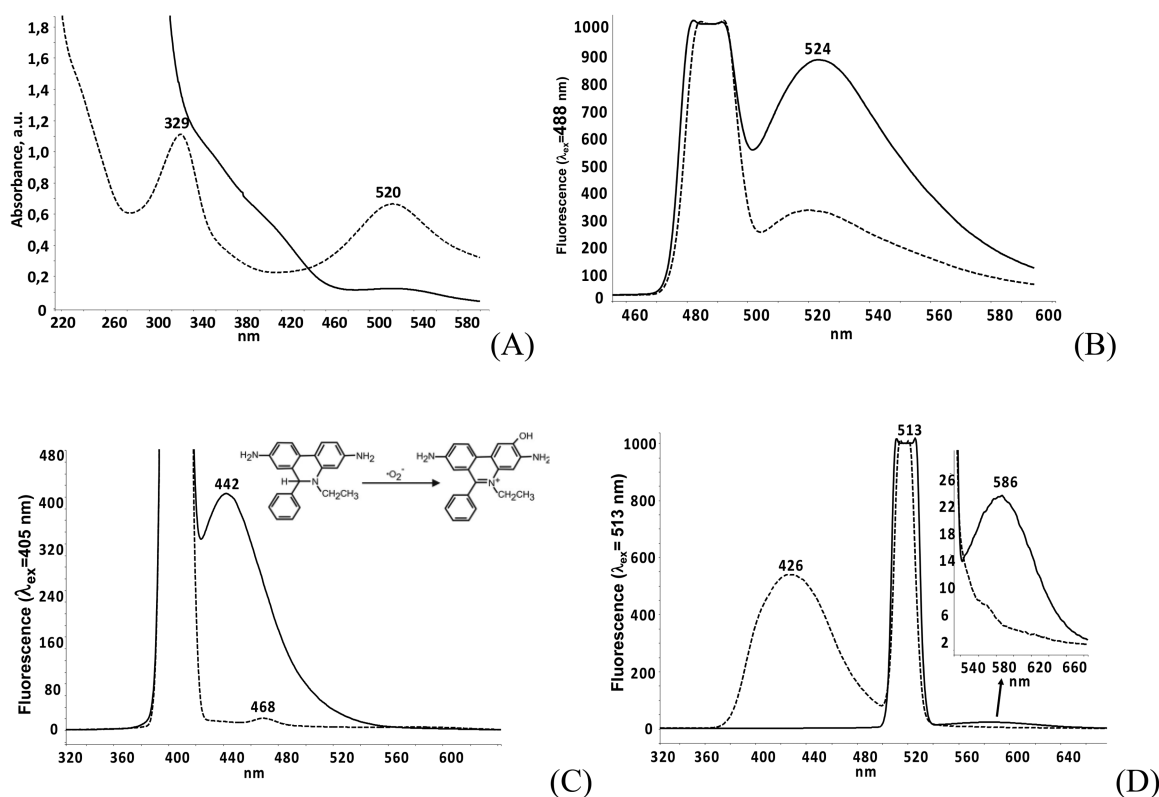 Absorbance, a.u.
1,8
1,6
1,4
1,2
1,0
0,8
0,6
0,4
0,2
0
329
520
220 260 300 340 380 420 460 500 540 580
nm
(A)
Fluorescence (λex=488 nm)
1000
900
800
700
600
500
400
300
200
100
0
524
460 480 500 520 540 560 580 600
nm
(B)
Fluorescence (λex=405 nm)
480
400
320
240
160
80
0
442
468
H₂N
NH₂
H
N
CH₂CH₃
·O₂⁻
OH
H₂N
NH₂
N⁺
CH₂CH₃
320 360 400 440 480 520 560 600
nm
(C)
Fluorescence (λex= 513 nm)
1000
800
600
400
200
0
426
513
586
26
22
18
14
10
6
2
540 580 620 660
nm
320 360 400 440 480 520 560 600 640
nm
(D)